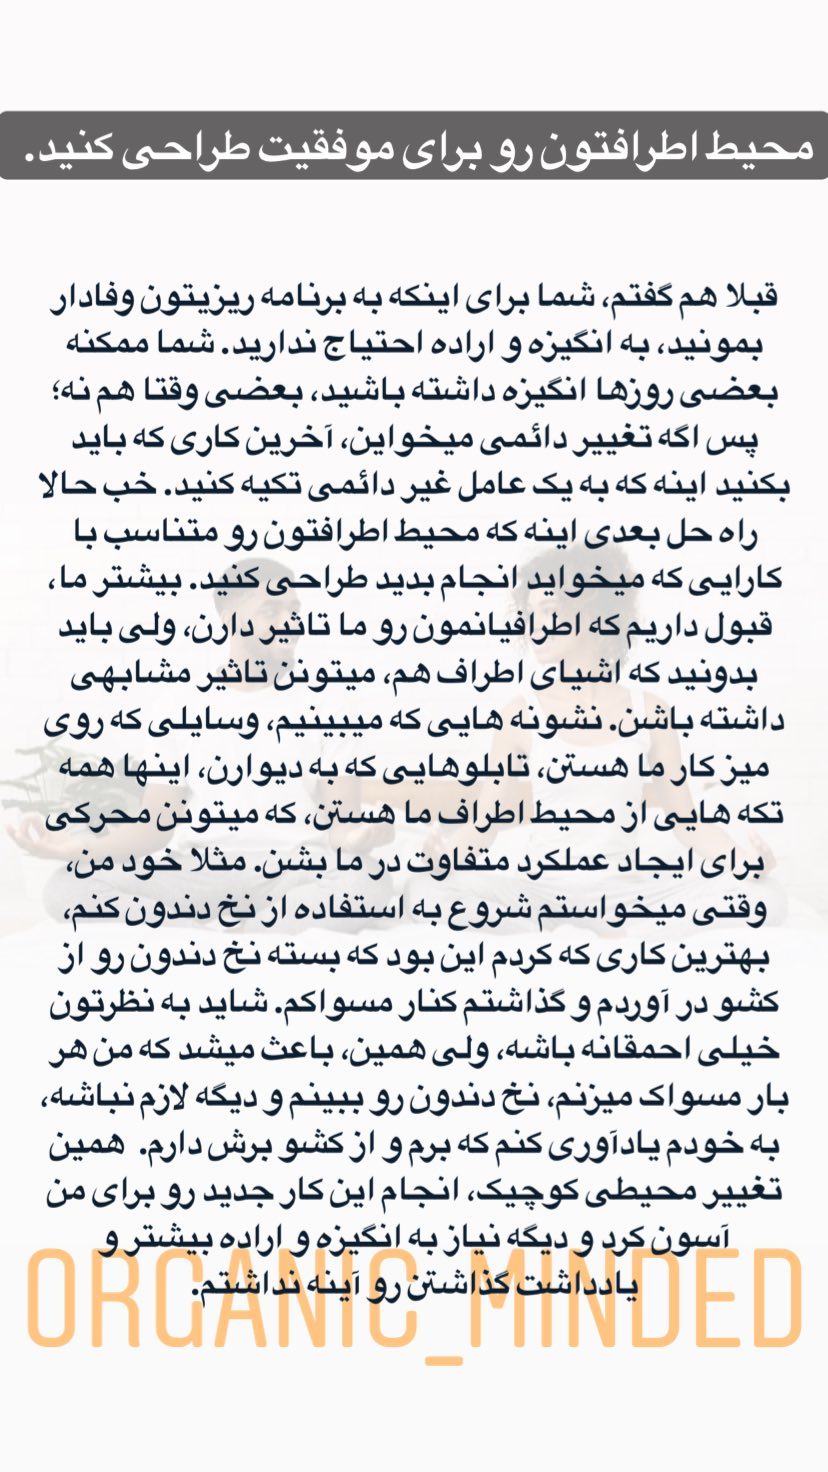 محیط اطرافتون رو برای موفقیت طراحی کنید.
قبلا هم گفتم، شما برای اینکه به برنامه ریزیتون وفادار
بمونید، به انگیزه و اراده احتیاج ندارید. شما ممکنه
بعضی روزها انگیزه داشته باشید، بعضی وقتا هم نه؛
پس اگه تغییر دائمی میخواین، آخرین کاری که باید
بکنید اینه که به یک عامل غیر دائمی تکیه کنید. خب حالا
راه حل بعدی اینه که محیط اطرافتون رو متناسب با
کارایی که میخواید انجام بدید طراحی کنید. بیشتر ما،
قبول داریم که اطرافیانمون رو ما تاثیر دارن، ولی باید
بدونید که اشیای اطراف هم، میتونن تاثیر مشابهی
داشته باشن. نشونه هایی که میبینیم، وسایلی که روی
میز کار ما هستن، تابلوهایی که به دیوارن، اینها همه
تکه هایی از محیط اطراف ما هستن، که میتونن محرکی
برای ایجاد عملکرد متفاوت در ما بشن. مثلا خود من،
وقتی میخواستم شروع به استفاده از نخ دندون کنم،
بهترین کاری که کردم این بود که بسته نخ دندون رو از
کشو در آوردم و گذاشتم کنار مسواکم. شاید به نظرتون
خیلی احمقانه باشه، ولی همین، باعث میشد که من هر
بار مسواک میزنم، نخ دندون رو ببینم و دیگه لازم نباشه،
به خودم یادآوری کنم که برم و از کشو برش دارم. همین
تغییر محیطی کوچیک، انجام این کار جدید رو برای من
آسون کرد و دیگه نیاز به انگیزه و اراده بیشتر و
یادداشت گذاشتن رو آینه نداشتم.
ORGANIC_MINDED